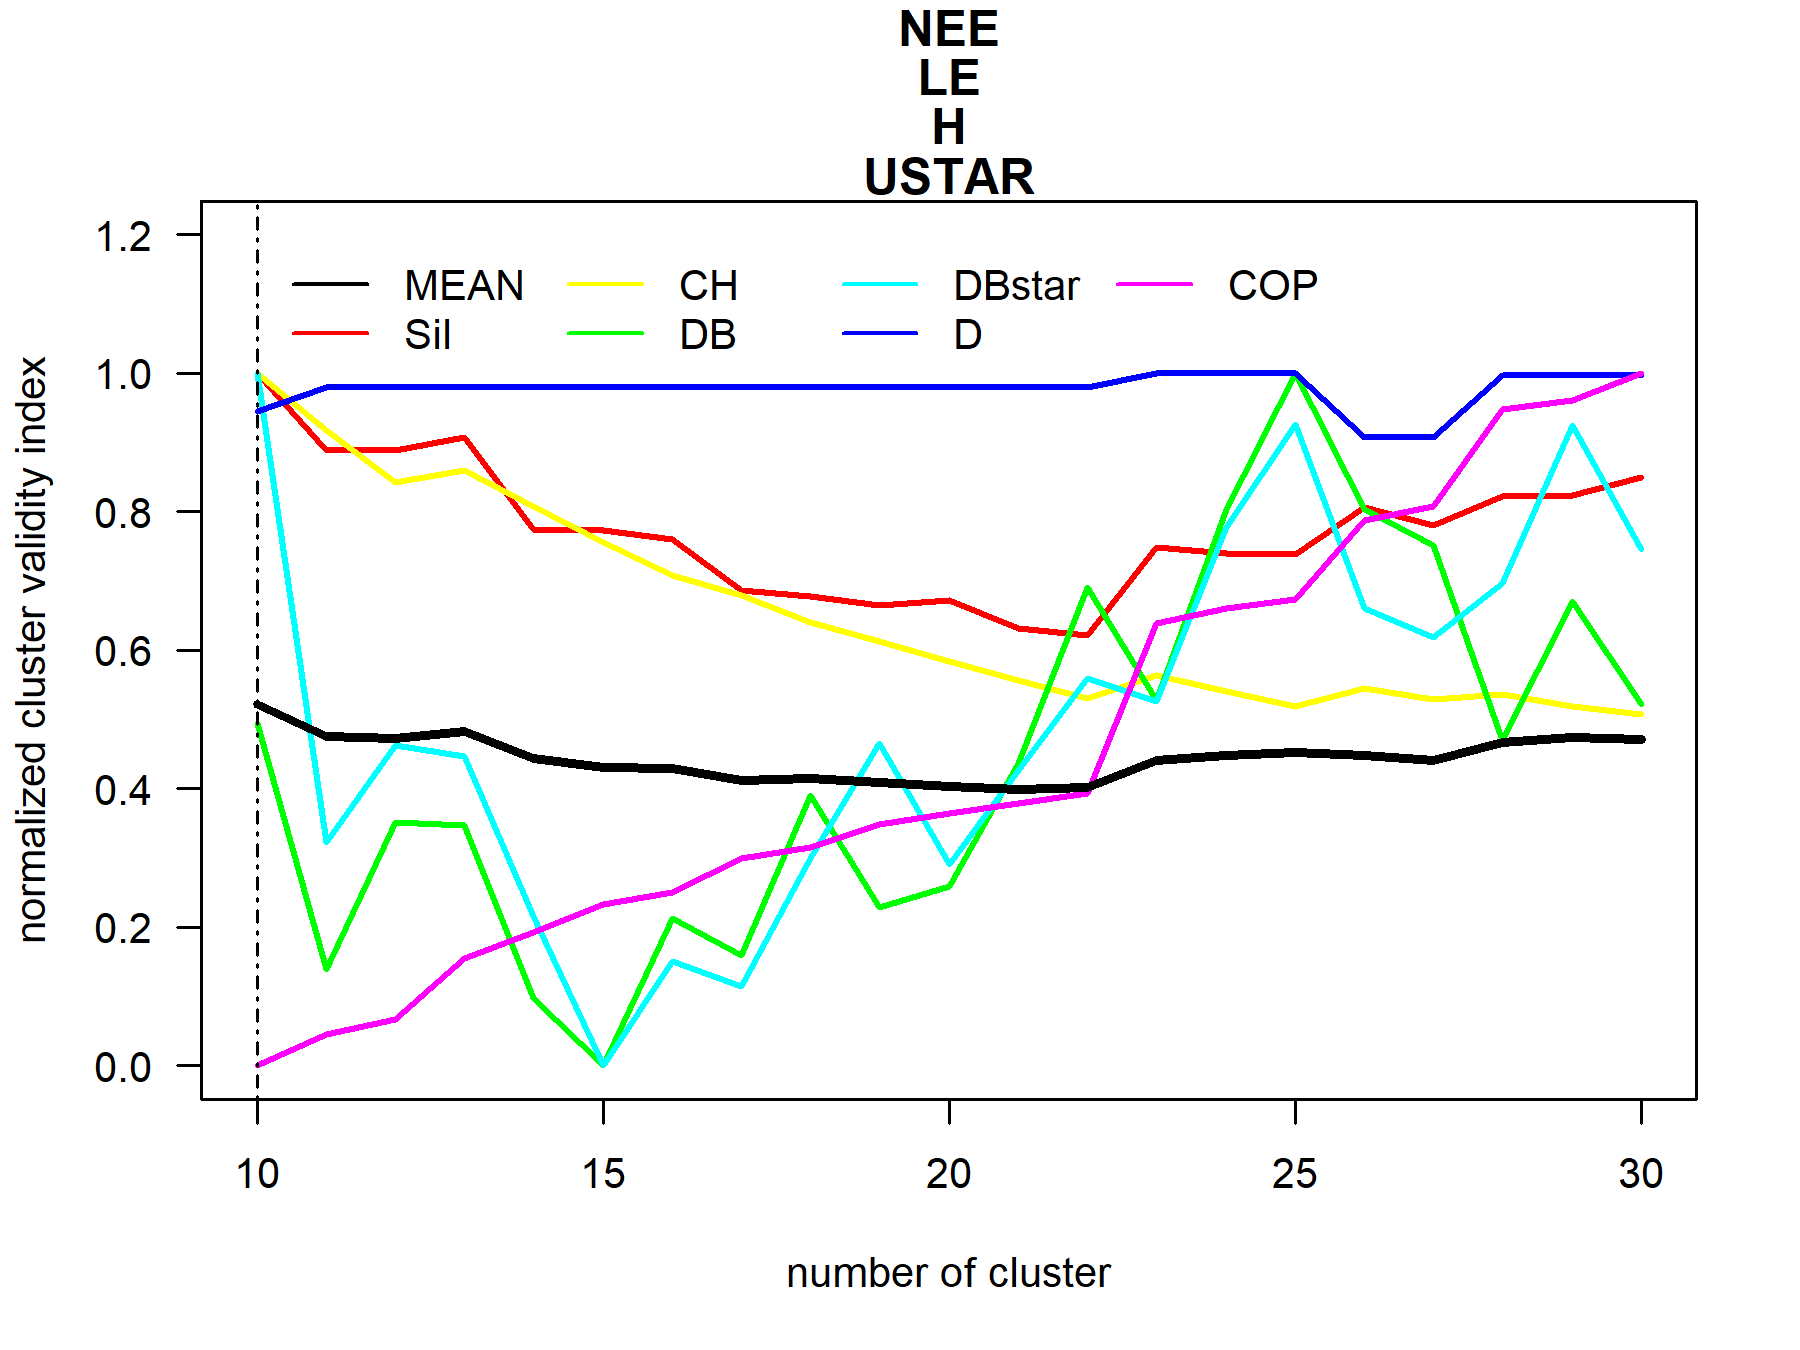 NEE
LE
H
USTAR
normalized cluster validity index
1.2
1.0
0.8
0.6
0.4
0.2
0.0
MEAN CH DBstar COP
Sil DB D
10 15 20 25 30
number of cluster